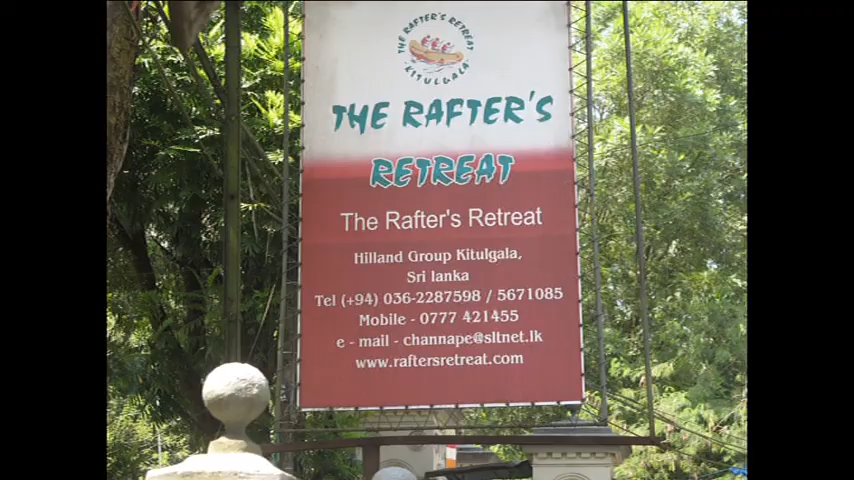 THE RAFTER'S RETREAT
KITULGALA
THE RAFTER'S
RETREAT
The Rafter's Retreat
Hilland Group Kitulgala,
Sri lanka
Tel (+94) 036-2287598 / 5671085
Mobile - 0777 421455
e - mail - channape@sltnet.lk
www.raftersretreat.com